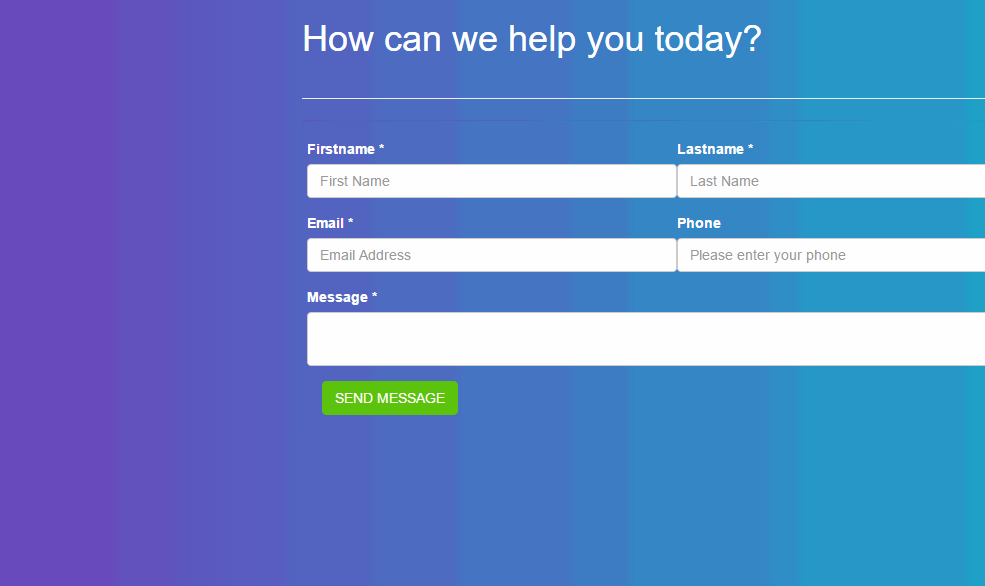 How can we help you today?
Firstname * Lastname *
First Name Last Name
Email * Phone
Email Address Please enter your phone
Message *
SEND MESSAGE